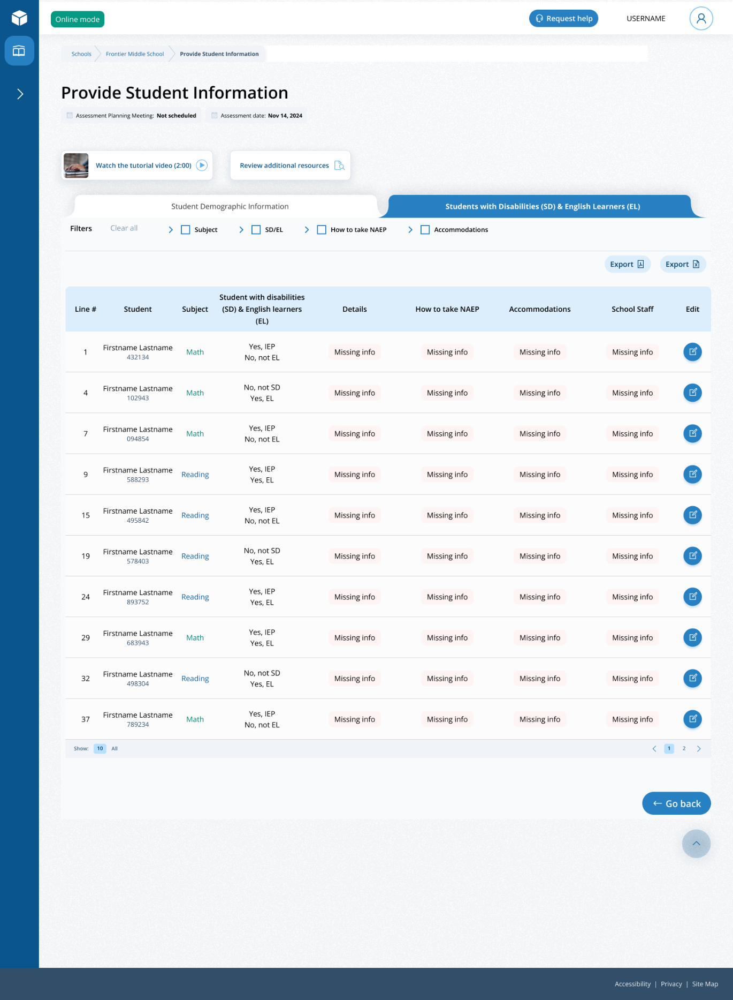 Online mode
Request help
USERNAME
Schools
Frontier Middle School
Provide Student Information
Provide Student Information
Assessment Planning Meeting: Not scheduled
Assessment date: Nov 14, 2024
Watch the tutorial video (2:00)
Review additional resources
Student Demographic Information
Students with Disabilities (SD) & English Learners (EL)
Filters
Clear all
Subject
SD/EL
How to take NAEP
Accommodations
Export
Export
Line #
Student
Subject
Student with disabilities
(SD) & English learners
(EL)
Details
How to take NAEP
Accommodations
School Staff
Edit
1
Firstname Lastname
432134
Math
Yes, IEP
No, not EL
Missing info
Missing info
Missing info
Missing info
4
Firstname Lastname
102943
Math
No, not SD
Yes, EL
Missing info
Missing info
Missing info
Missing info
7
Firstname Lastname
094854
Math
Yes, IEP
No, not EL
Missing info
Missing info
Missing info
Missing info
9
Firstname Lastname
588293
Reading
Yes, IEP
Yes, EL
Missing info
Missing info
Missing info
Missing info
15
Firstname Lastname
495842
Reading
Yes, IEP
No, not EL
Missing info
Missing info
Missing info
Missing info
19
Firstname Lastname
578403
Reading
No, not SD
Yes, EL
Missing info
Missing info
Missing info
Missing info
24
Firstname Lastname
893752
Reading
Yes, IEP
Yes, EL
Missing info
Missing info
Missing info
Missing info
29
Firstname Lastname
683943
Math
Yes, IEP
Yes, EL
Missing info
Missing info
Missing info
Missing info
32
Firstname Lastname
498304
Reading
No, not SD
Yes, EL
Missing info
Missing info
Missing info
Missing info
37
Firstname Lastname
789234
Math
Yes, IEP
No, not EL
Missing info
Missing info
Missing info
Missing info
Show: 10 All
1 2
Go back
Accessibility | Privacy | Site Map